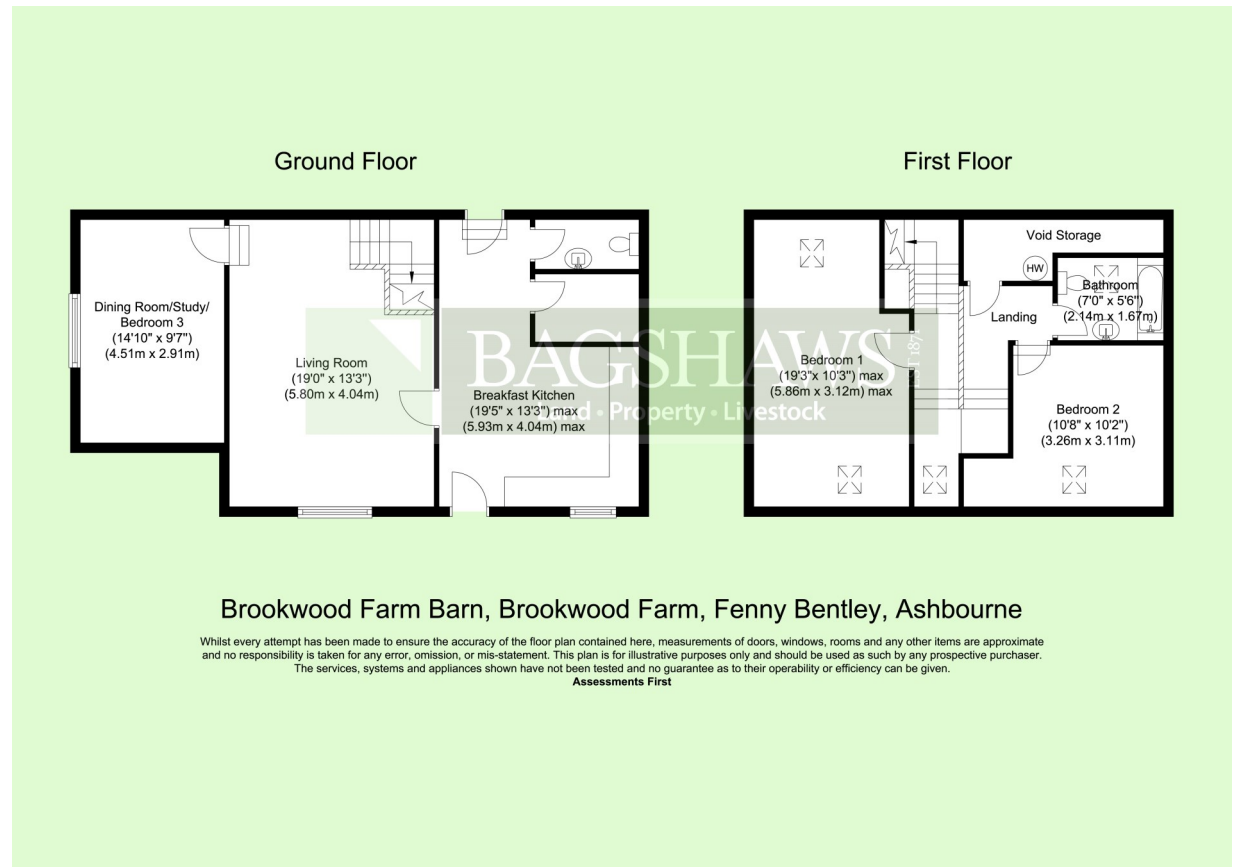 Ground Floor
First Floor
Dining Room/Study/
Bedroom 3
(14'10" x 9'7")
(4.51m x 2.91m)
Living Room
(19'0" x 13'3")
(5.80m x 4.04m)
Breakfast Kitchen
(19'5" x 13'3") max
(5.93m x 4.04m) max
Bedroom 1
(19'3"x 10'3") max
(5.86m x 3.12m) max
Void Storage
HW
Landing
Bathroom
(7'0" x 5'6")
(2.14m x 1.67m)
Bedroom 2
(10'8" x 10'2")
(3.26m x 3.11m)
BAGSHAWS
Land • Property • Livestock
Brookwood Farm Barn, Brookwood Farm, Fenny Bentley, Ashbourne
Whilst every attempt has been made to ensure the accuracy of the floor plan contained here, measurements of doors, windows, rooms and any other items are approximate
and no responsibility is taken for any error, omission, or mis-statement. This plan is for illustrative purposes only and should be used as such by any prospective purchaser.
The services, systems and appliances shown have not been tested and no guarantee as to their operability or efficiency can be given.
Assessments First